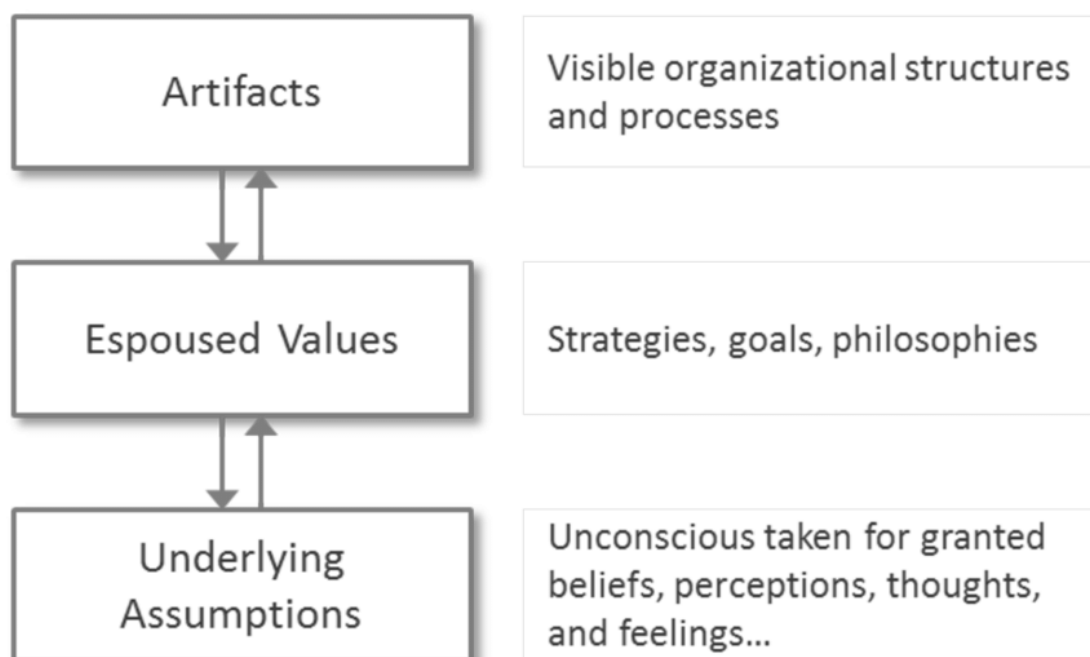 Artifacts
Visible organizational structures
and processes
Espoused Values
Strategies, goals, philosophies
Underlying
Assumptions
Unconscious taken for granted
beliefs, perceptions, thoughts,
and feelings...